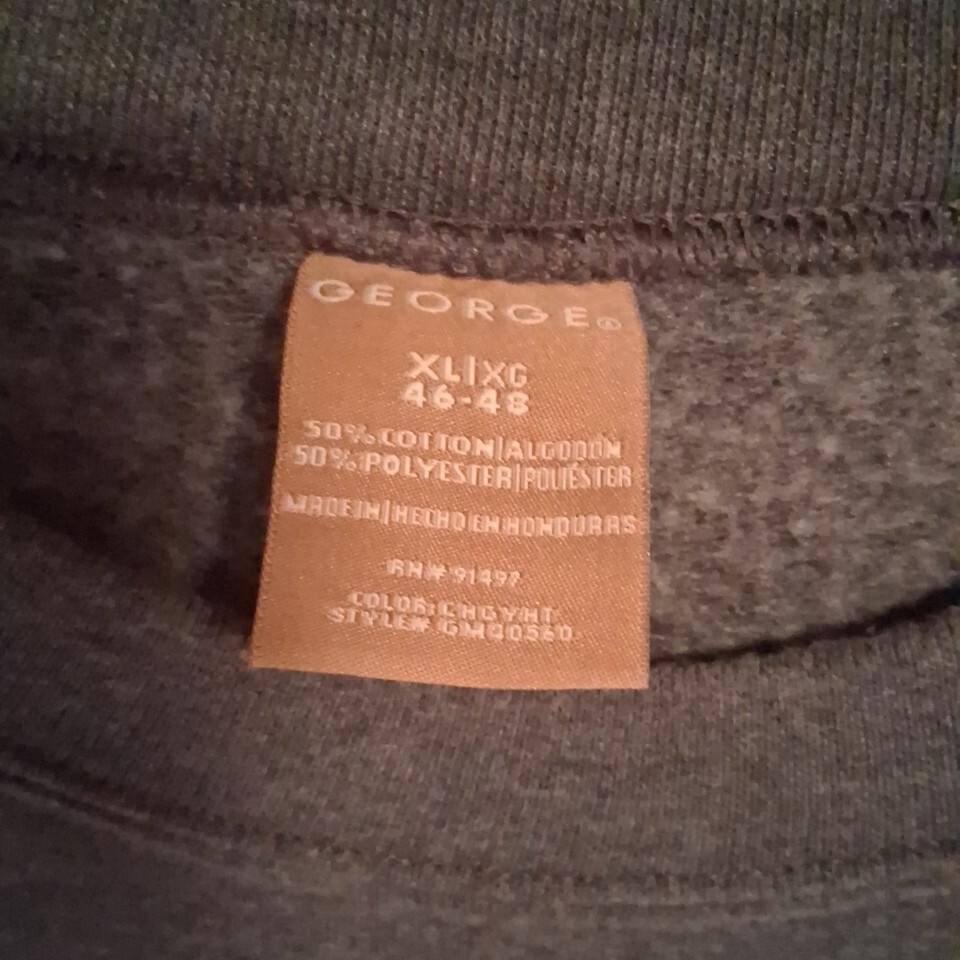 GEORGE®
XL|XG
46-48
50% COTTON|ALGODÓN
50% POLYESTER|POLIÉSTER
MADE IN|HECHO EN HONDURAS
RN# 91497
COLOR: CHGYHT
STYLE# GMQ0560